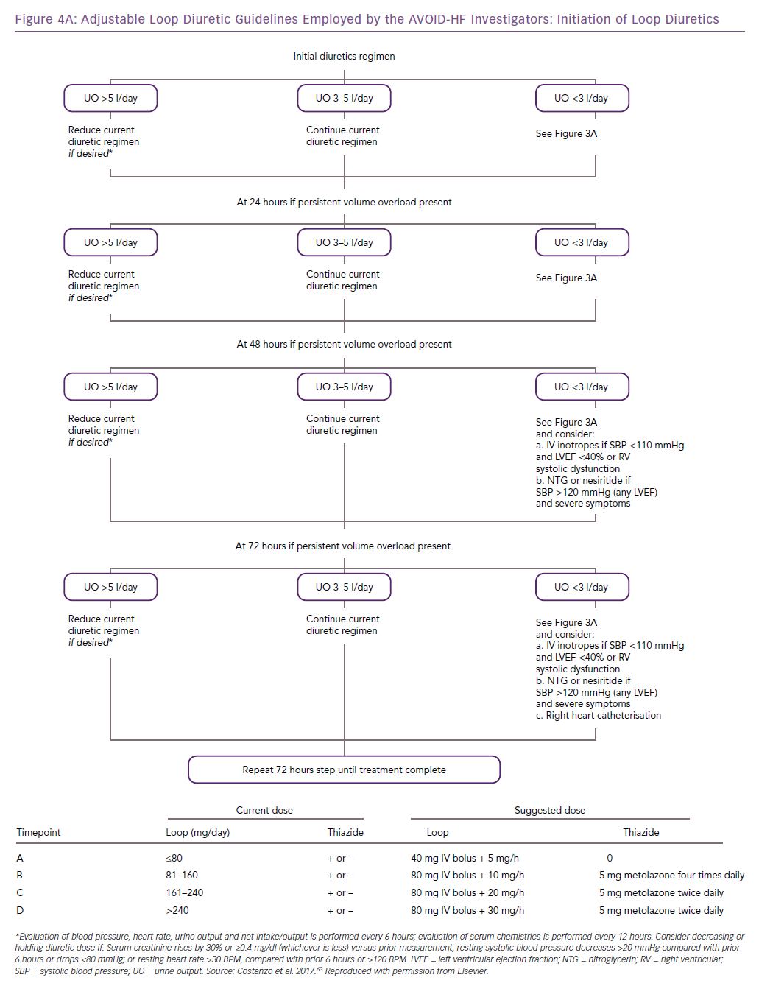 Figure 4A: Adjustable Loop Diuretic Guidelines Employed by the AVOID-HF Investigators: Initiation of Loop Diuretics
Initial diuretics regimen
UO >5 l/day
UO 3–5 l/day
UO <3 l/day
Reduce current
diuretic regimen
if desired*
Continue current
diuretic regimen
See Figure 3A
At 24 hours if persistent volume overload present
UO >5 l/day
UO 3–5 l/day
UO <3 l/day
Reduce current
diuretic regimen
if desired*
Continue current
diuretic regimen
See Figure 3A
At 48 hours if persistent volume overload present
UO >5 l/day
UO 3–5 l/day
UO <3 l/day
Reduce current
diuretic regimen
if desired*
Continue current
diuretic regimen
See Figure 3A
and consider:
a. IV inotropes if SBP <110 mmHg
and LVEF <40% or RV
systolic dysfunction
b. NTG or nesiritide if
SBP >120 mmHg (any LVEF)
and severe symptoms
At 72 hours if persistent volume overload present
UO >5 l/day
UO 3–5 l/day
UO <3 l/day
Reduce current
diuretic regimen
if desired*
Continue current
diuretic regimen
See Figure 3A
and consider:
a. IV inotropes if SBP <110 mmHg
and LVEF <40% or RV
systolic dysfunction
b. NTG or nesiritide if
SBP >120 mmHg (any LVEF)
and severe symptoms
c. Right heart catheterisation
Repeat 72 hours step until treatment complete
Current dose Suggested dose
Timepoint Loop (mg/day) Thiazide Loop Thiazide
A ≤80 + or – 40 mg IV bolus + 5 mg/h 0
B 81–160 + or – 80 mg IV bolus + 10 mg/h 5 mg metolazone four times daily
C 161–240 + or – 80 mg IV bolus + 20 mg/h 5 mg metolazone twice daily
D >240 + or – 80 mg IV bolus + 30 mg/h 5 mg metolazone twice daily
*Evaluation of blood pressure, heart rate, urine output and net intake/output is performed every 6 hours; evaluation of serum chemistries is performed every 12 hours. Consider decreasing or
holding diuretic dose if: Serum creatinine rises by 30% or ≥0.4 mg/dl (whichever is less) versus prior measurement; resting systolic blood pressure decreases >20 mmHg compared with prior
6 hours or drops <80 mmHg; or resting heart rate >30 BPM, compared with prior 6 hours or >120 BPM. LVEF = left ventricular ejection fraction; NTG = nitroglycerin; RV = right ventricular;
SBP = systolic blood pressure; UO = urine output. Source: Costanzo et al. 2017.⁶³ Reproduced with permission from Elsevier.